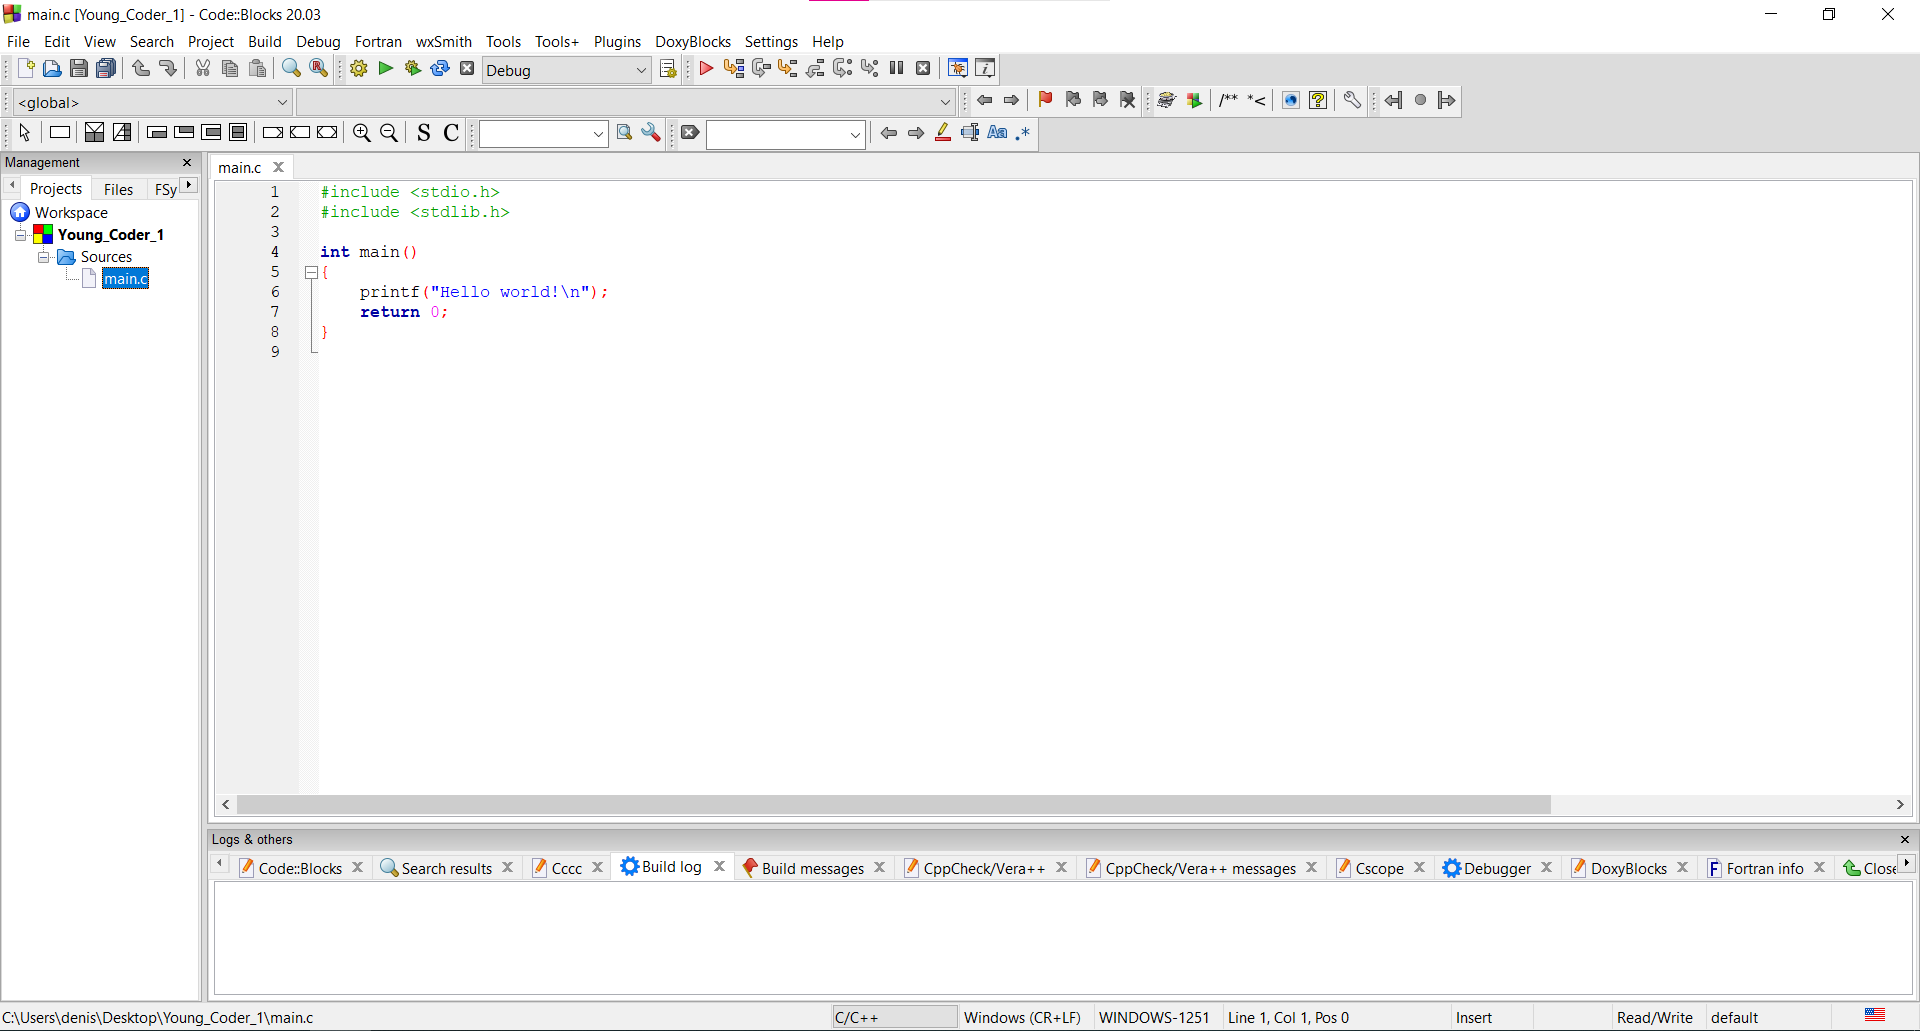 main.c [Young_Coder_1] - Code::Blocks 20.03
File Edit View Search Project Build Debug Fortran wxSmith Tools Tools+ Plugins DoxyBlocks Settings Help
Debug
<global>
/** *<
S C
Aa .*
Management
Projects Files FSy
Workspace
Young_Coder_1
Sources
main.c
main.c
1 #include <stdio.h>
2 #include <stdlib.h>
3
4 int main()
5 {
6 printf("Hello world!\n");
7 return 0;
8 }
9
Logs & others
Code::Blocks Search results Cccc Build log Build messages CppCheck/Vera++ CppCheck/Vera++ messages Cscope Debugger DoxyBlocks Fortran info Close
C:\Users\denis\Desktop\Young_Coder_1\main.c C/C++ Windows (CR+LF) WINDOWS-1251 Line 1, Col 1, Pos 0 Insert Read/Write default